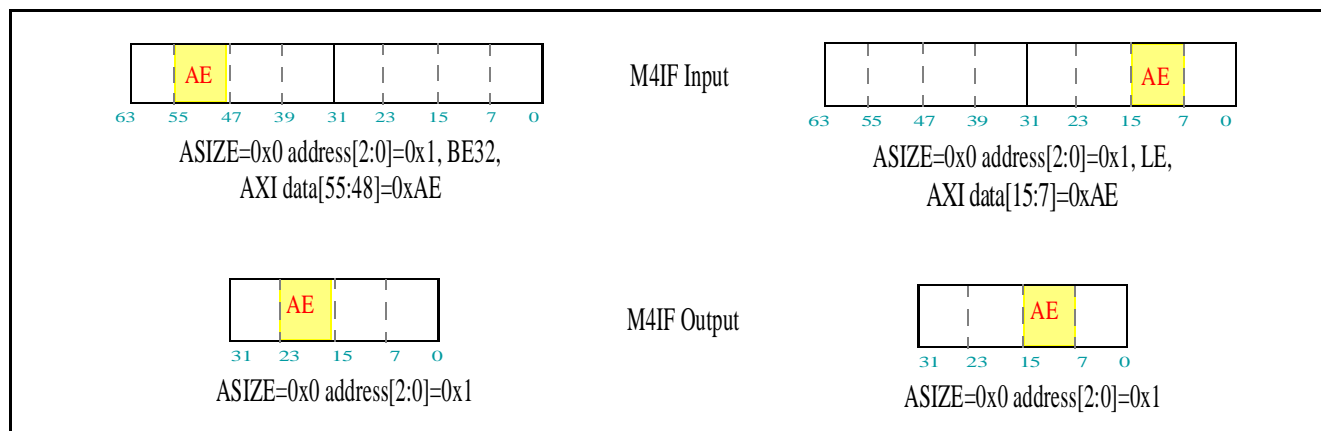 AE M4IF Input AE
63 55 47 39 31 23 15 7 0 63 55 47 39 31 23 15 7 0
ASIZE=0x0 address[2:0]=0x1, BE32, ASIZE=0x0 address[2:0]=0x1, LE,
AXI data[55:48]=0xAE AXI data[15:7]=0xAE
AE M4IF Output AE
31 23 15 7 0 31 23 15 7 0
ASIZE=0x0 address[2:0]=0x1 ASIZE=0x0 address[2:0]=0x1